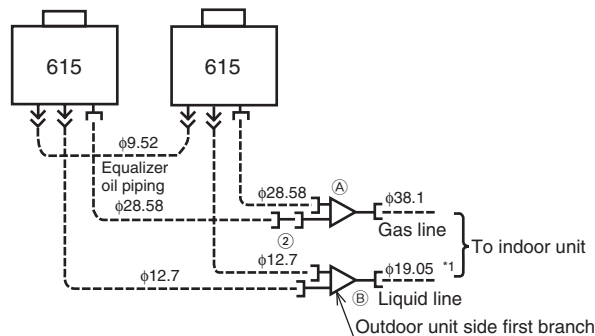 615
615
φ9.52
Equalizer
oil piping
φ28.58
φ28.58
Ⓐ
φ38.1
Gas line
②
To indoor unit
φ12.7
φ12.7
φ19.05 *1
Ⓑ Liquid line
Outdoor unit side first branch